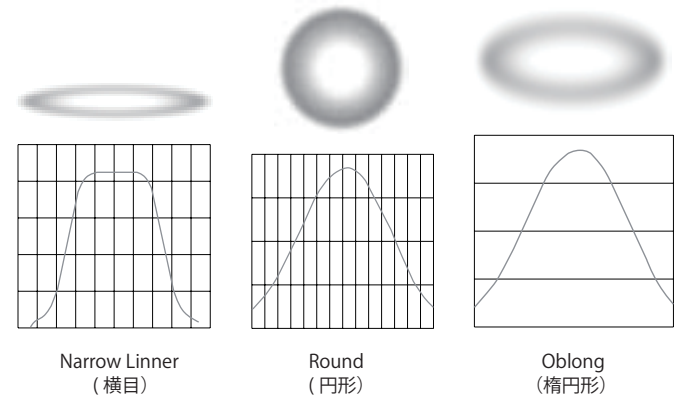 Narrow Linner
( 横目）
Round
( 円形）
Oblong
（楕円形）